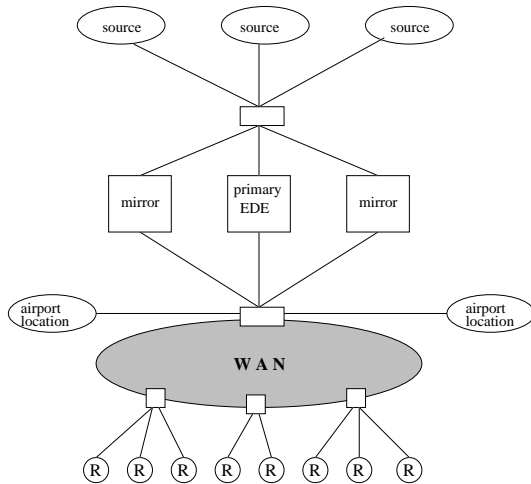 source
source
source
mirror
primary
EDE
mirror
airport
location
airport
location
W A N
R
R
R
R
R
R
R
R